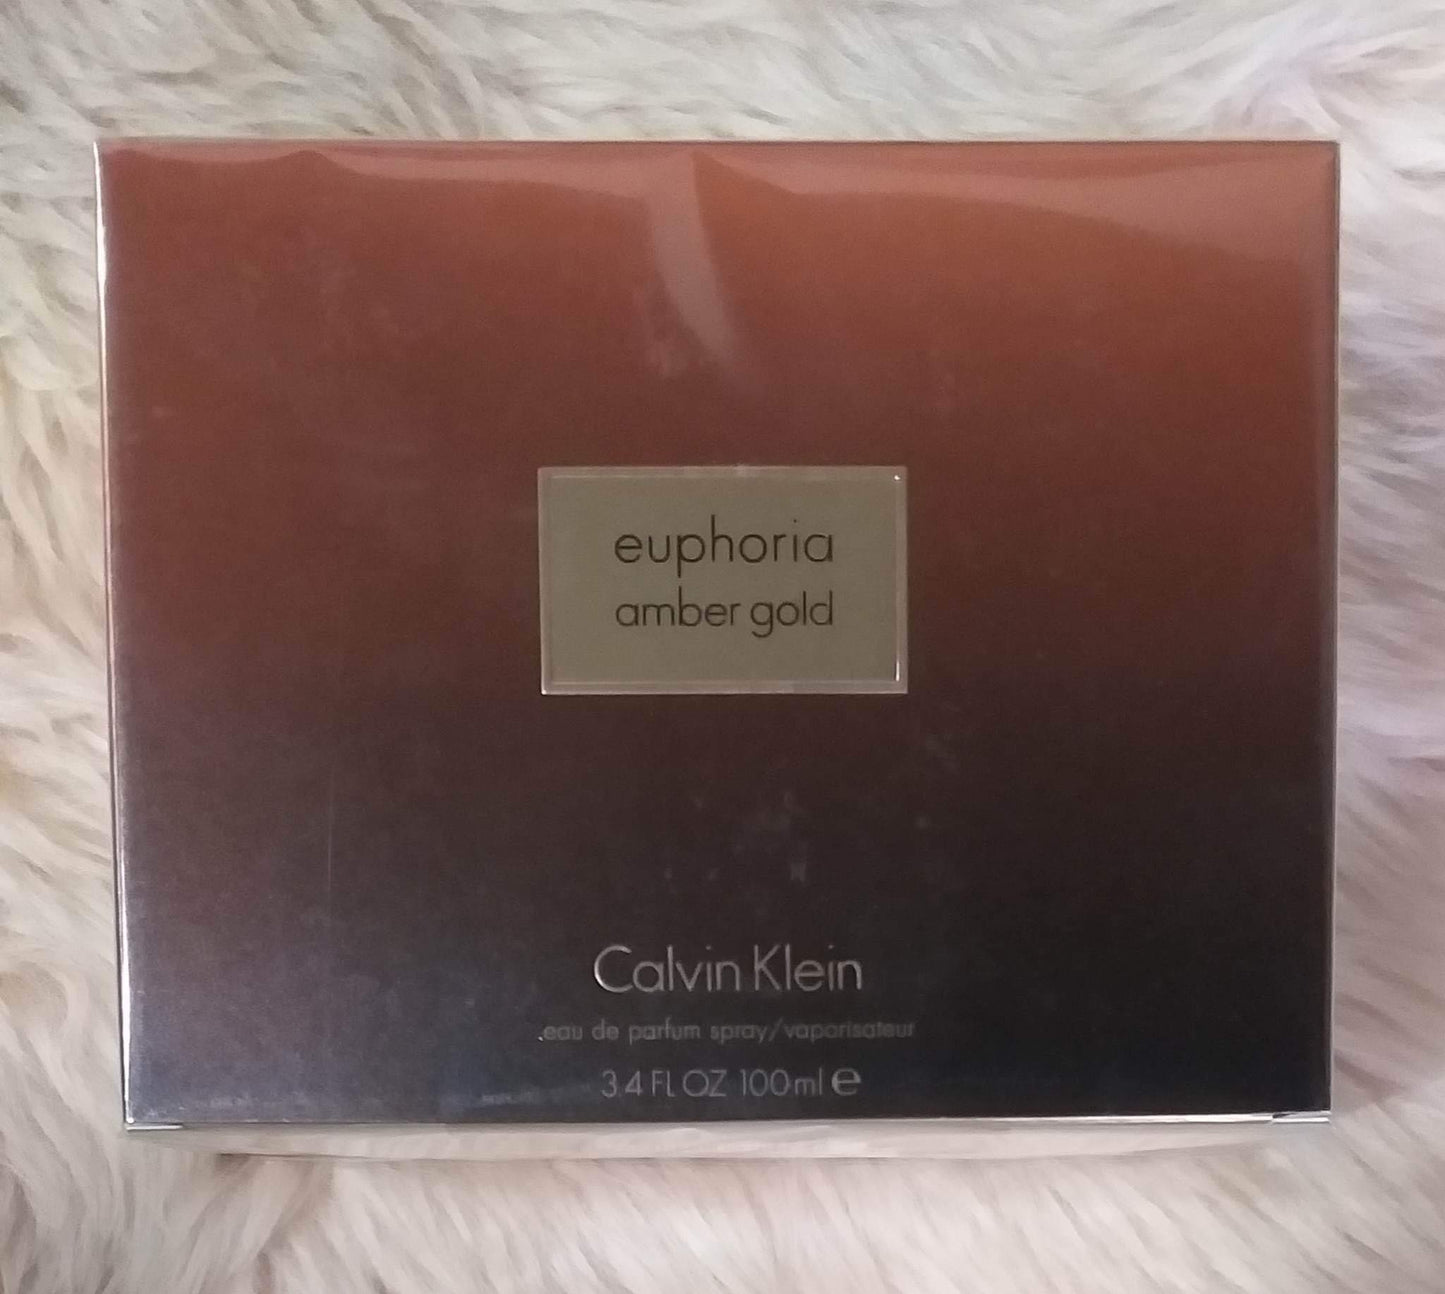 euphoria
amber gold
Calvin Klein
eau de parfum spray/vaporisateur
3.4 FL OZ 100ml e